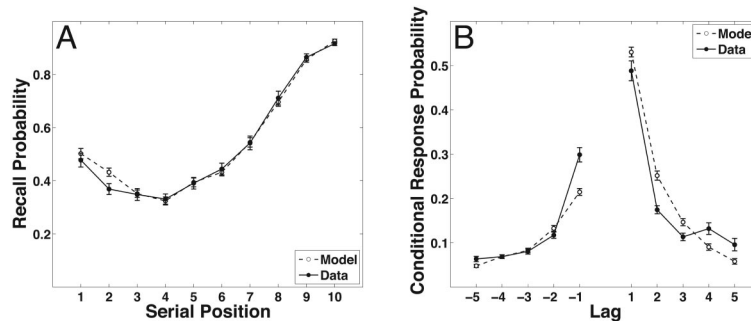 A
Recall Probability
0.8
0.6
0.4
0.2
1 2 3 4 5 6 7 8 9 10
Serial Position
Model
Data
B
Conditional Response Probability
0.5
0.4
0.3
0.2
0.1
−5 −4 −3 −2 −1 1 2 3 4 5
Lag
Model
Data